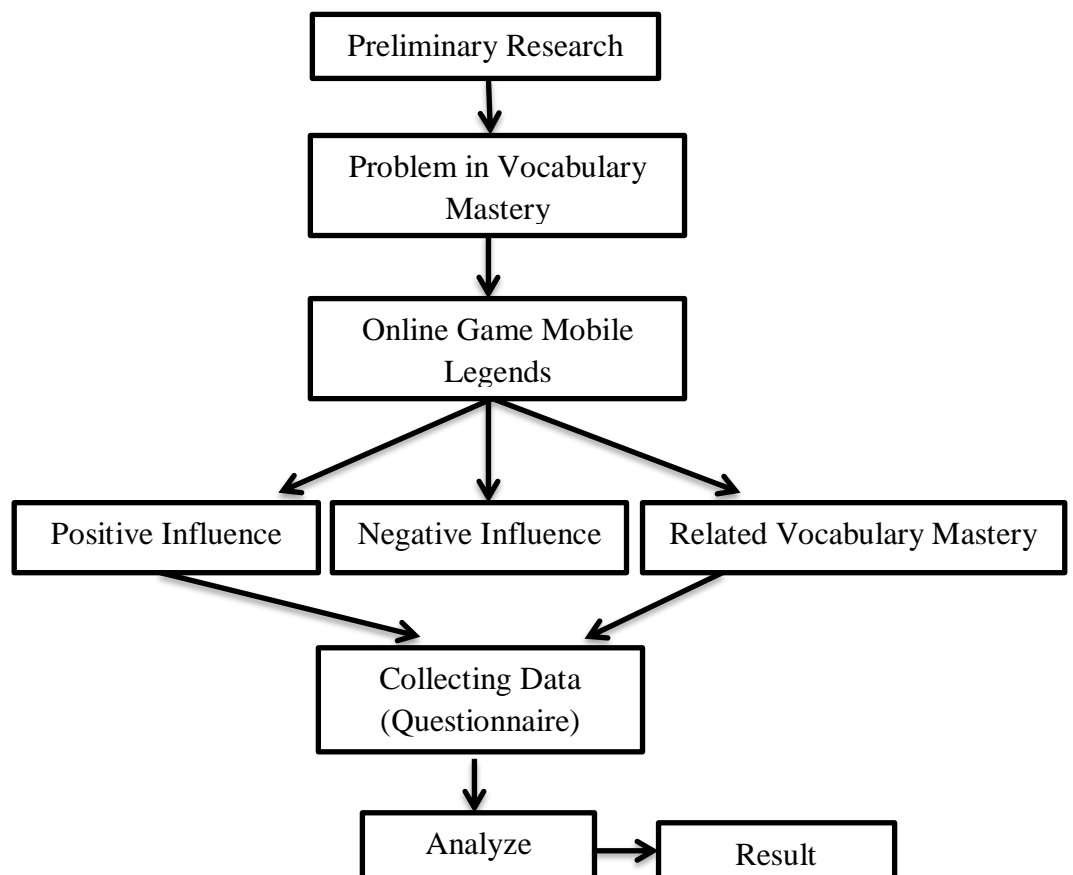 Preliminary Research
Problem in Vocabulary
Mastery
Online Game Mobile
Legends
Positive Influence
Negative Influence
Related Vocabulary Mastery
Collecting Data
(Questionnaire)
Analyze
Result